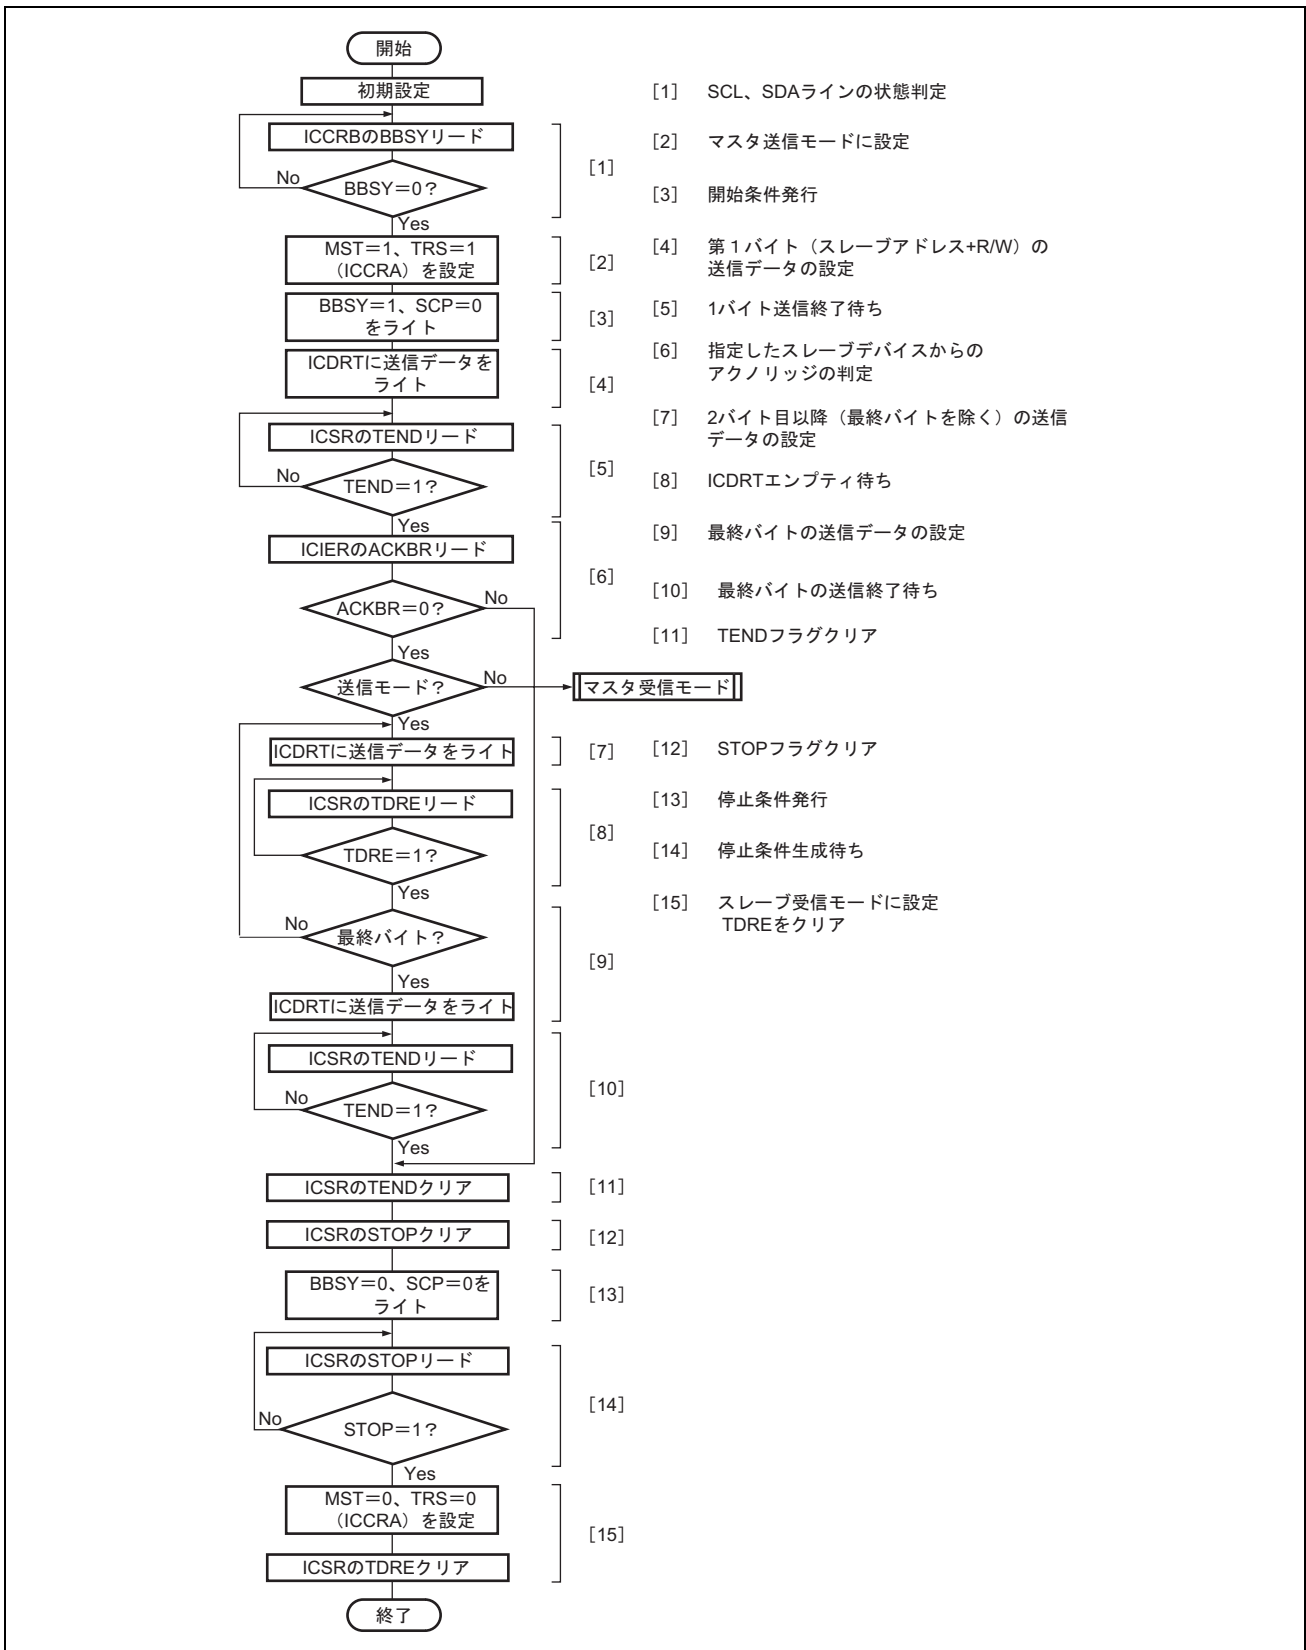 開始
初期設定
ICCRBのBBSYリード
BBSY＝0？
No
Yes
[1]
MST＝1、TRS＝1
（ICCRA）を設定
[2]
BBSY＝1、SCP＝0
をライト
[3]
ICDRTに送信データを
ライト
[4]
ICSRのTENDリード
TEND＝1？
No
Yes
[5]
ICIERのACKBRリード
ACKBR＝0？
No
Yes
[6]
送信モード？
No
Yes
マスタ受信モード
ICDRTに送信データをライト
[7]
ICSRのTDREリード
TDRE＝1？
Yes
[8]
最終バイト？
No
Yes
ICDRTに送信データをライト
[9]
ICSRのTENDリード
TEND＝1？
No
Yes
[10]
ICSRのTENDクリア
[11]
ICSRのSTOPクリア
[12]
BBSY＝0、SCP＝0を
ライト
[13]
ICSRのSTOPリード
STOP＝1？
No
Yes
[14]
MST＝0、TRS＝0
（ICCRA）を設定
ICSRのTDREクリア
[15]
終了
[1] SCL、SDAラインの状態判定
[2] マスタ送信モードに設定
[3] 開始条件発行
[4] 第１バイト（スレーブアドレス+R/W）の
送信データの設定
[5] 1バイト送信終了待ち
[6] 指定したスレーブデバイスからの
アクノリッジの判定
[7] 2バイト目以降（最終バイトを除く）の送信
データの設定
[8] ICDRTエンプティ待ち
[9] 最終バイトの送信データの設定
[10] 最終バイトの送信終了待ち
[11] TENDフラグクリア
[12] STOPフラグクリア
[13] 停止条件発行
[14] 停止条件生成待ち
[15] スレーブ受信モードに設定
TDREをクリア